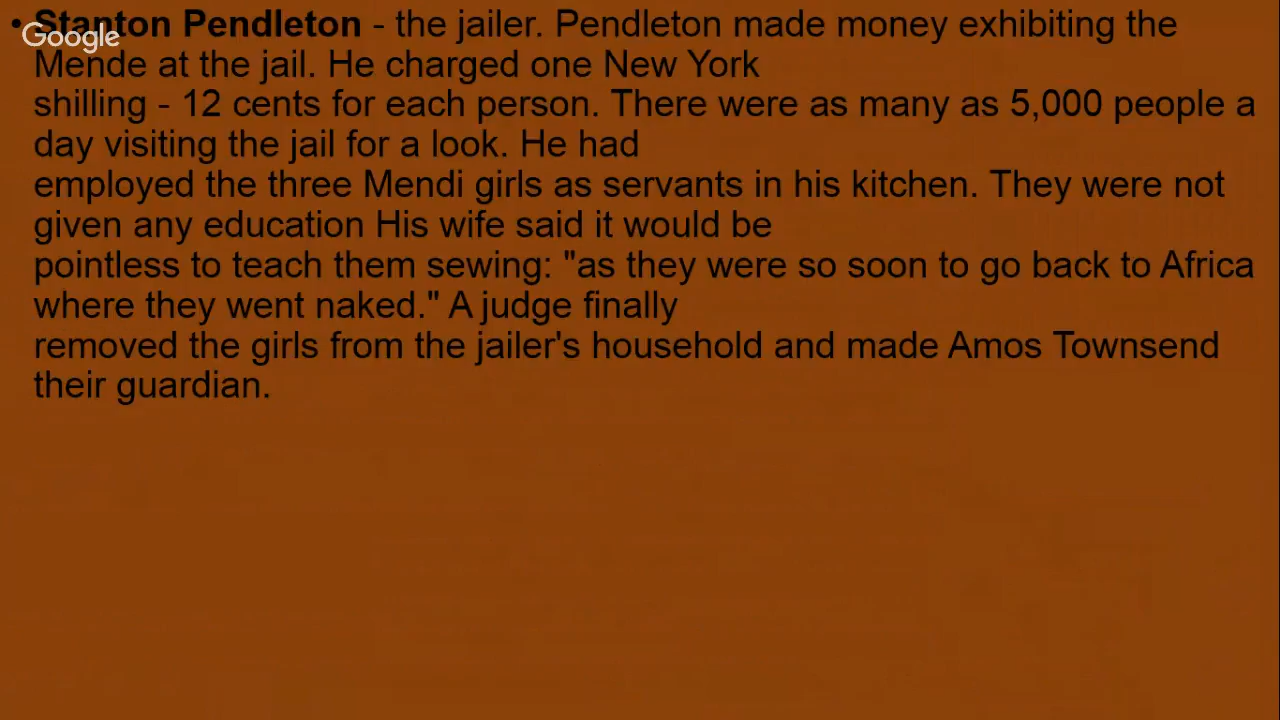 • Stanton Pendleton - the jailer. Pendleton made money exhibiting the
Google
Mende at the jail. He charged one New York
shilling - 12 cents for each person. There were as many as 5,000 people a
day visiting the jail for a look. He had
employed the three Mendi girls as servants in his kitchen. They were not
given any education His wife said it would be
pointless to teach them sewing: "as they were so soon to go back to Africa
where they went naked." A judge finally
removed the girls from the jailer's household and made Amos Townsend
their guardian.